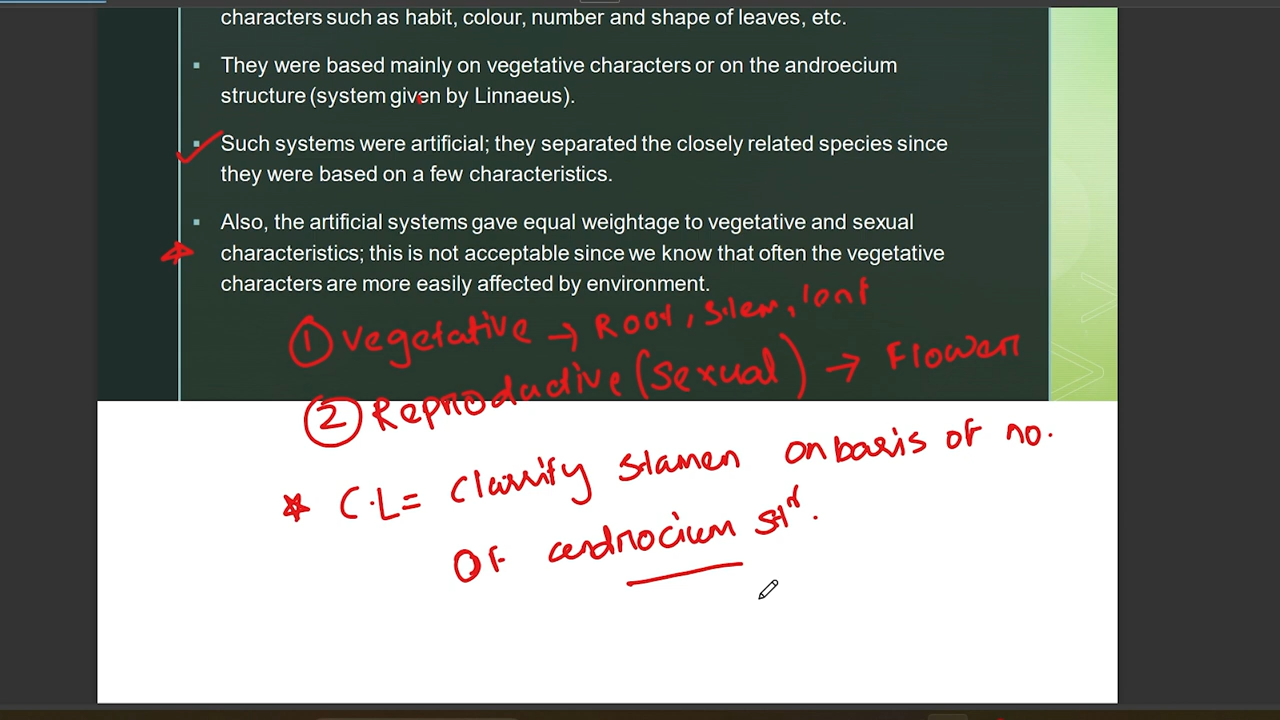 characters such as habit, colour, number and shape of leaves, etc.
They were based mainly on vegetative characters or on the androecium
structure (system given by Linnaeus).
Such systems were artificial; they separated the closely related species since
they were based on a few characteristics.
Also, the artificial systems gave equal weightage to vegetative and sexual
characteristics; this is not acceptable since we know that often the vegetative
characters are more easily affected by environment.
① Vegetative → Root, Stem, leaf
② Reproductive (Sexual) → Flower
* C.L = Classify Stamen on basis of no.
Of androcium str.